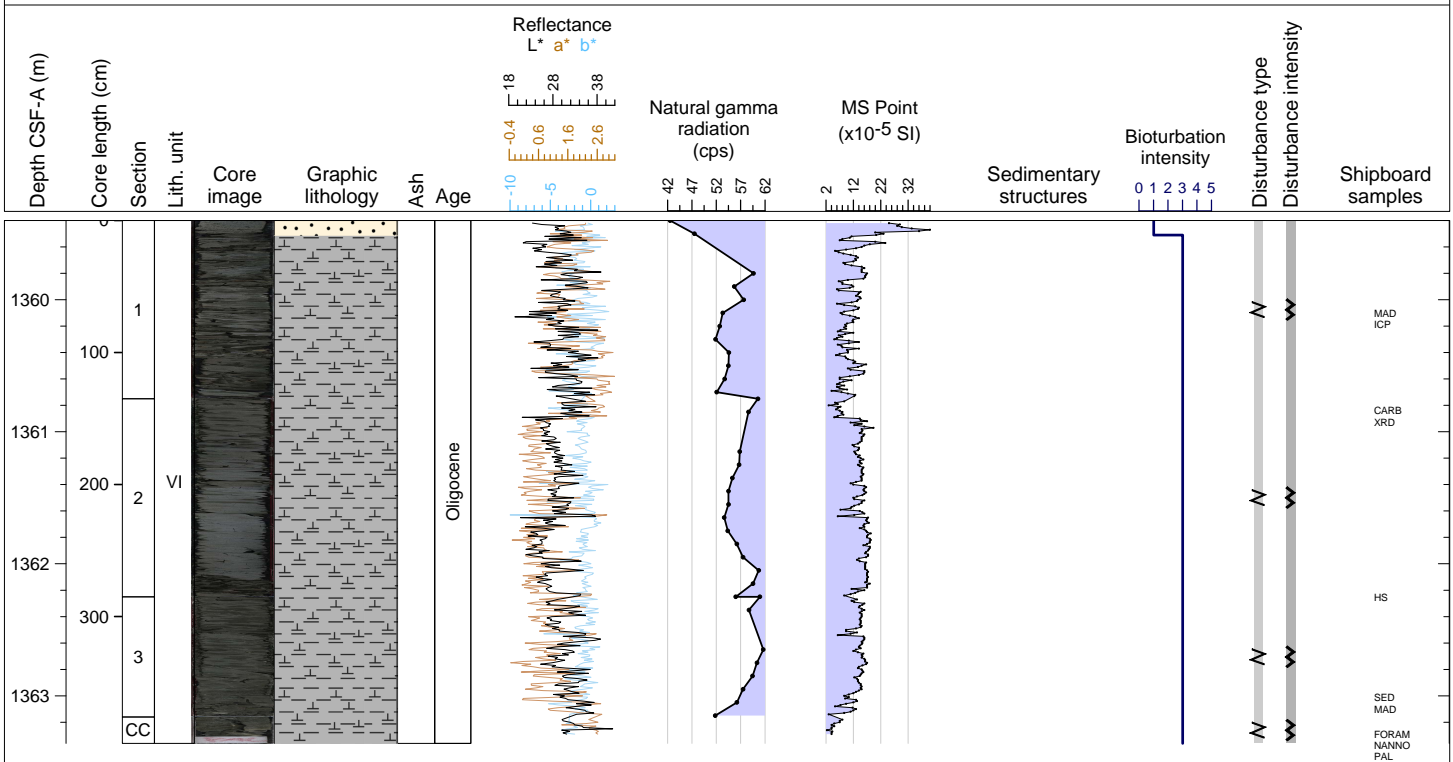 Reflectance
L* a* b*
18 28 38
-0.4 0.6 1.6 2.6
-10 -5 0
Depth CSF-A (m)
Core length (cm)
Section
Lith. unit
Core image
Graphic lithology
Ash
Age
Natural gamma radiation (cps)
42 47 52 57 62
MS Point (x10-5 SI)
2 12 22 32
Sedimentary structures
Bioturbation intensity
0 1 2 3 4 5
Disturbance type
Disturbance intensity
Shipboard samples
0
1360
1
MAD
ICP
100
CARB
XRD
1361
VI
Oligocene
200
2
1362
HS
300
3
1363
SED
MAD
CC
FORAM
NANNO
PAL